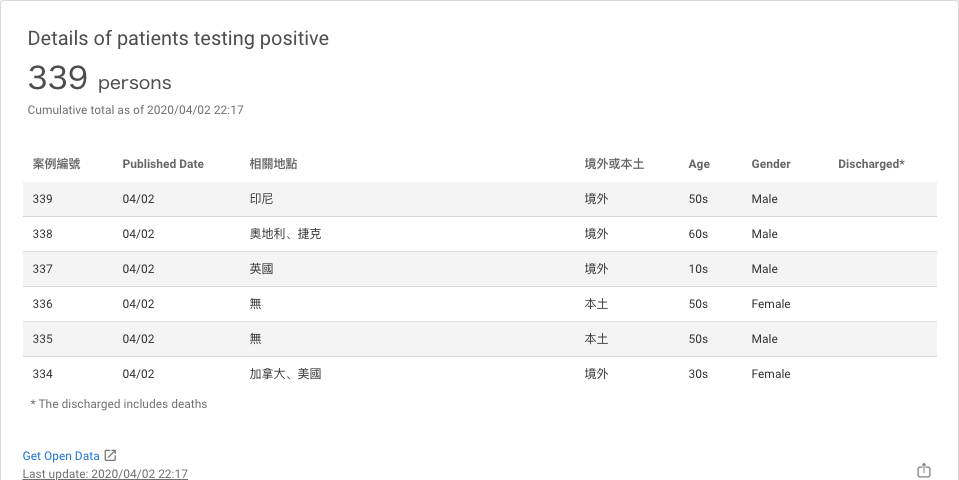 Details of patients testing positive
339 persons
Cumulative total as of 2020/04/02 22:17
案例編號 Published Date 相關地點 境外或本土 Age Gender Discharged*
339 04/02 印尼 境外 50s Male
338 04/02 奧地利、捷克 境外 60s Male
337 04/02 英國 境外 10s Male
336 04/02 無 本土 50s Female
335 04/02 無 本土 50s Male
334 04/02 加拿大、美國 境外 30s Female
* The discharged includes deaths
Get Open Data
Last update: 2020/04/02 22:17